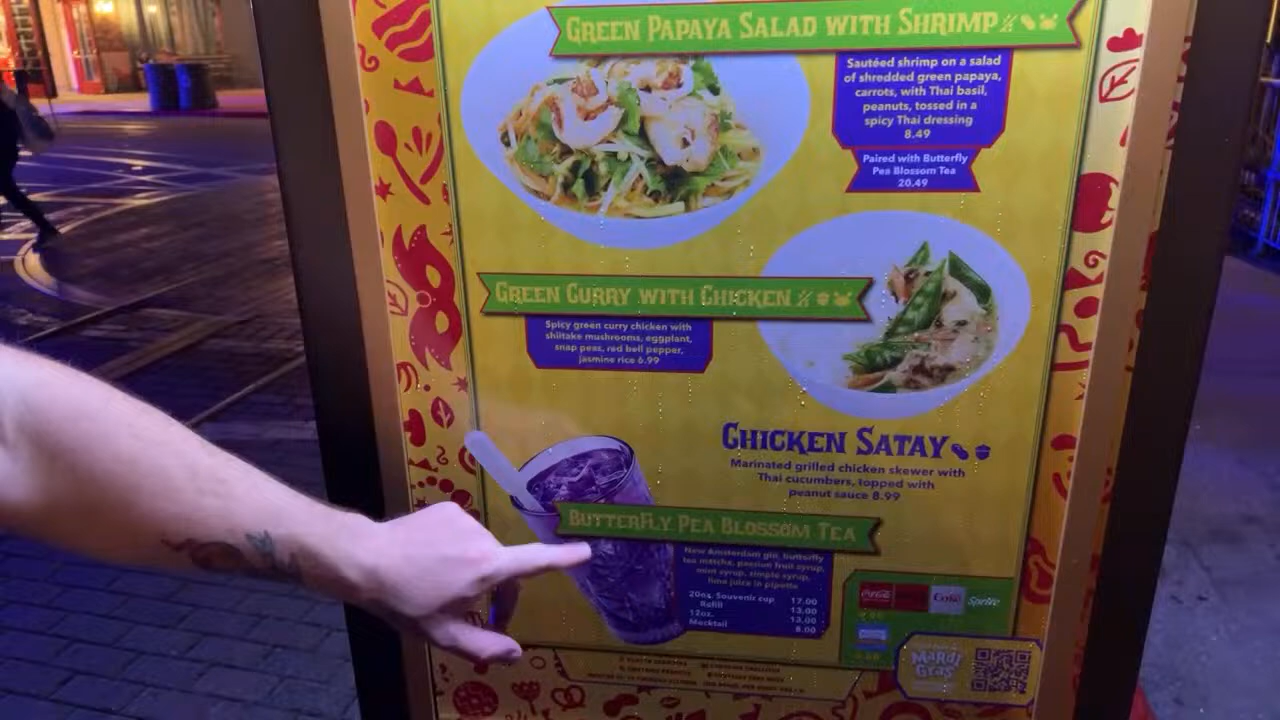 GREEN PAPAYA SALAD WITH SHRIMP
Sautéed shrimp on a salad
of shredded green papaya,
carrots, with Thai basil,
peanuts, tossed in a
spicy Thai dressing
8.49
Paired with Butterfly
Pea Blossom Tea
20.49
GREEN CURRY WITH CHICKEN
Spicy green curry chicken with
shiitake mushrooms, eggplant,
snap peas, red bell pepper,
jasmine rice 6.99
CHICKEN SATAY
Marinated grilled chicken skewer with
Thai cucumbers, topped with
peanut sauce 8.99
BUTTERFLY PEA BLOSSOM TEA
New Amsterdam gin, butterfly
tea matcha, passion fruit syrup,
mint syrup, simple syrup,
lime juice in pipette
20oz. Souvenir cup 17.00
Refill 13.00
12oz. 13.00
Mocktail 6.00
Coca-Cola
Coke
Sprite
Mardi
Gras